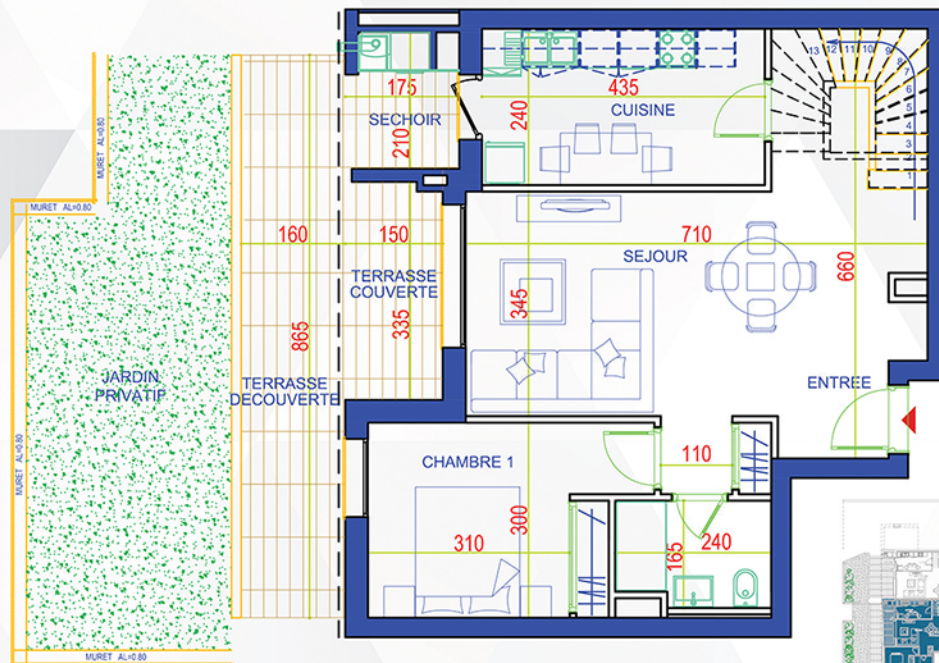 175
SECHOIR
210
240
435
CUISINE
13 12 11 10 9
8
7
6
5
4
3
1
MURET AL=0.80
MURET AL=0.80
160
150
TERRASSE
COUVERTE
335
865
710
SEJOUR
345
660
JARDIN
PRIVATIF
TERRASSE
DECOUVERTE
ENTREE
MURET AL=0.80
CHAMBRE 1
110
310
300
165
240
MURET AL=0.80